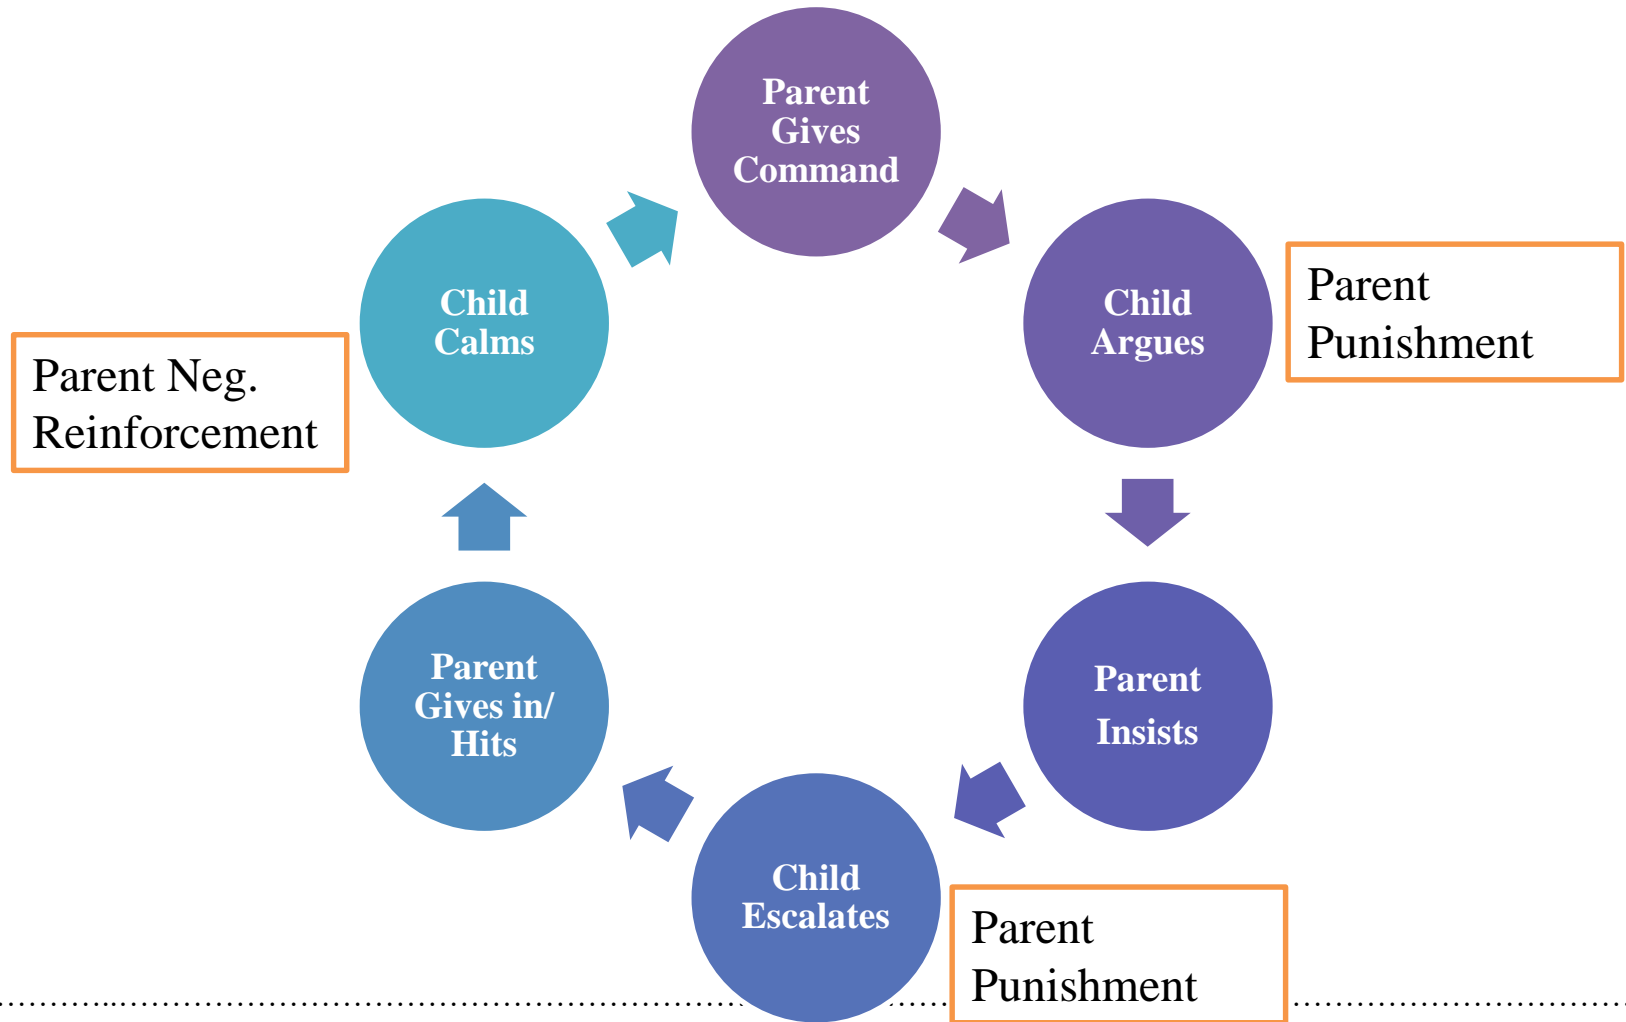 Parent
Gives
Command
Child
Argues
Parent
Punishment
Parent
Insists
Child
Escalates
Parent
Punishment
Parent
Gives in/
Hits
Child
Calms
Parent Neg.
Reinforcement